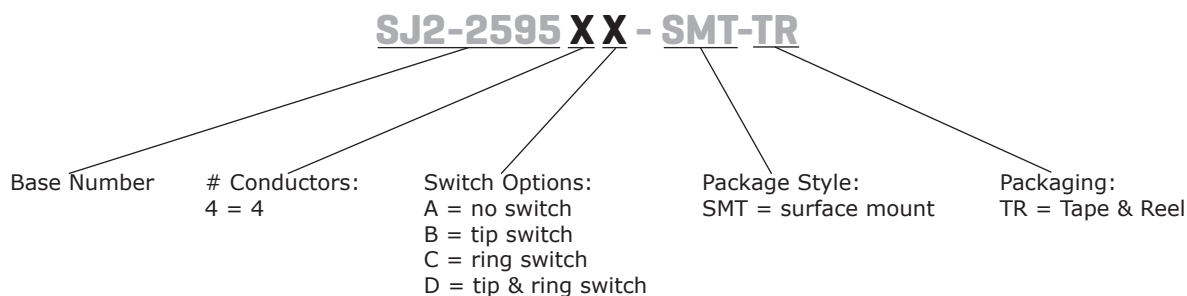 SJ2-2595 X X - SMT-TR
Base Number
# Conductors:
4 = 4
Switch Options:
A = no switch
B = tip switch
C = ring switch
D = tip & ring switch
Package Style:
SMT = surface mount
Packaging:
TR = Tape & Reel